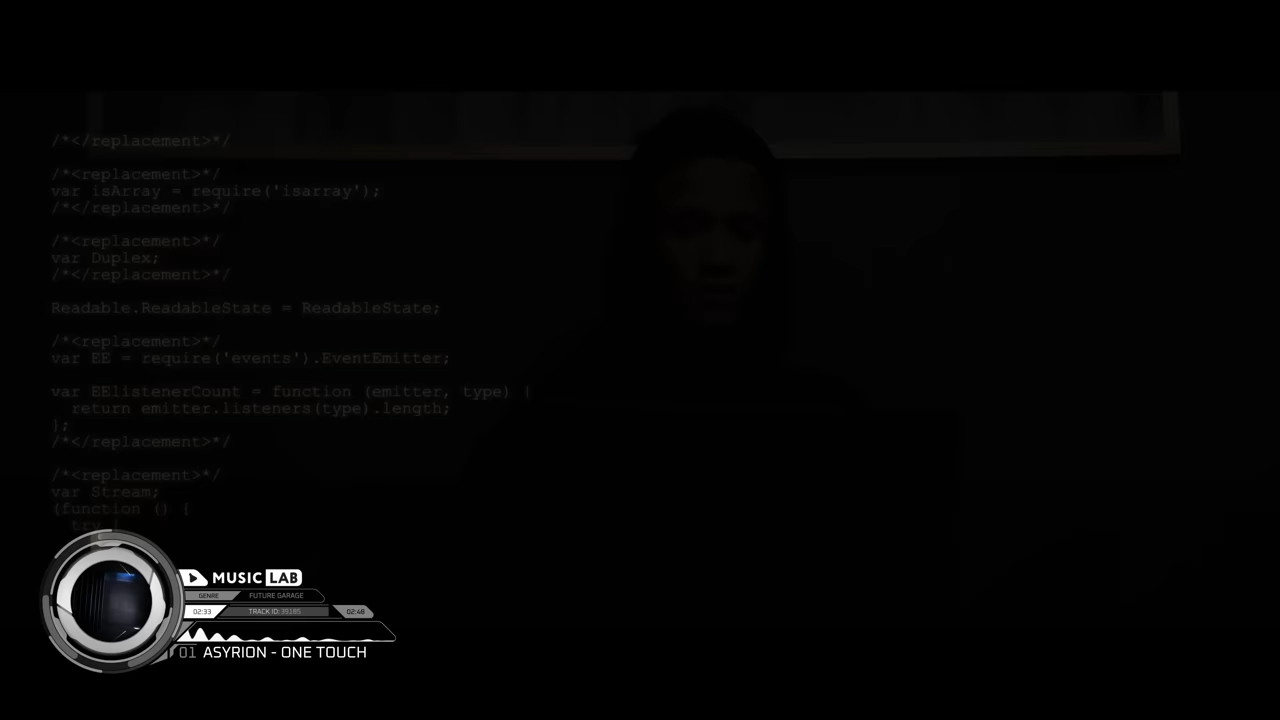 /*</replacement>*/
/*<replacement>*/
var isArray = require('isarray');
/*</replacement>*/
/*<replacement>*/
var Duplex;
/*</replacement>*/
Readable.ReadableState = ReadableState;
/*<replacement>*/
var EE = require('events').EventEmitter;
var EElistenerCount = function (emitter, type) {
return emitter.listeners(type).length;
};
/*</replacement>*/
/*<replacement>*/
var Stream;
(function () {
try {
MUSIC LAB
GENRE FUTURE GARAGE
02:33 TRACK ID: 39185 02:48
01 ASYRION - ONE TOUCH